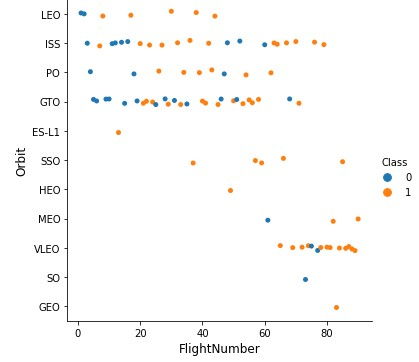 LEO
ISS
PO
GTO
ES-L1
SSO
HEO
MEO
VLEO
SO
GEO
Orbit
0
20
40
60
80
FlightNumber
Class
0
1